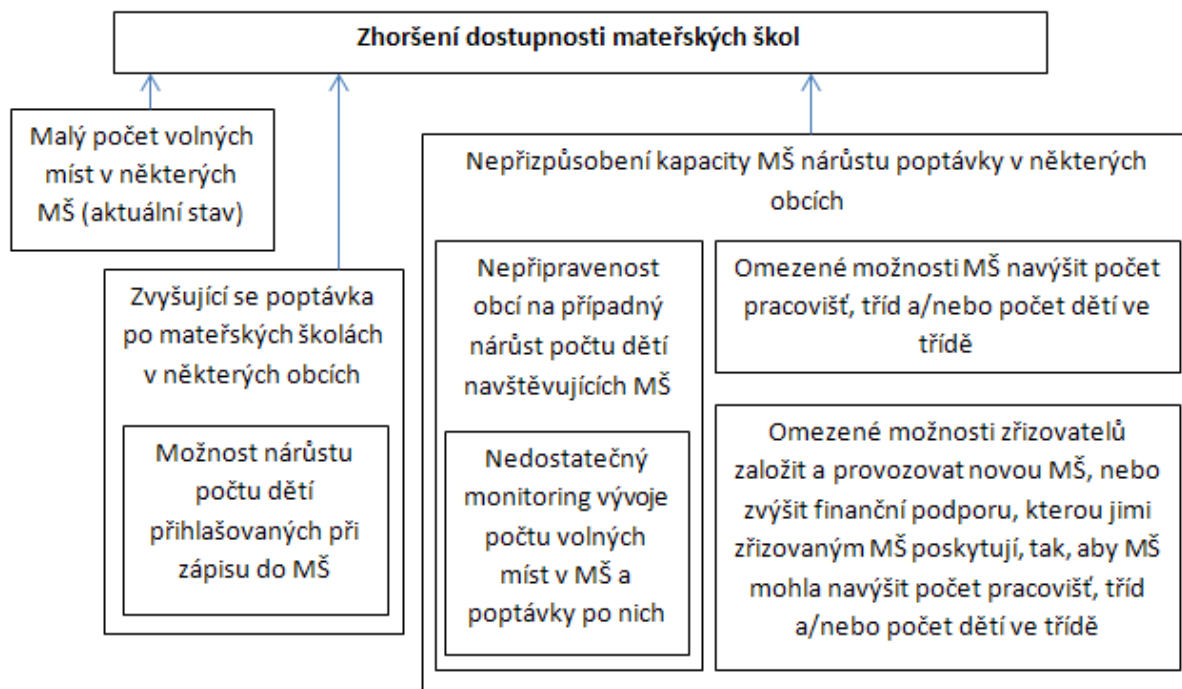 Zhoršení dostupnosti mateřských škol
Malý počet volných
míst v některých
MŠ (aktuální stav)
Zvyšující se poptávka
po mateřských školách
v některých obcích
Možnost nárůstu
počtu dětí
přihlašovaných při
zápisu do MŠ
Nepřizpůsobení kapacity MŠ nárůstu poptávky v některých
obcích
Nepřipravenost
obcí na případný
nárůst počtu dětí
navštěvujících MŠ
Nedostatečný
monitoring vývoje
počtu volných
míst v MŠ a
poptávky po nich
Omezené možnosti MŠ navýšit počet
pracovišť, tříd a/nebo počet dětí ve
třídě
Omezené možnosti zřizovatelů
založit a provozovat novou MŠ, nebo
zvýšit finanční podporu, kterou jimi
zřizovaným MŠ poskytují, tak, aby MŠ
mohla navýšit počet pracovišť, tříd
a/nebo počet dětí ve třídě